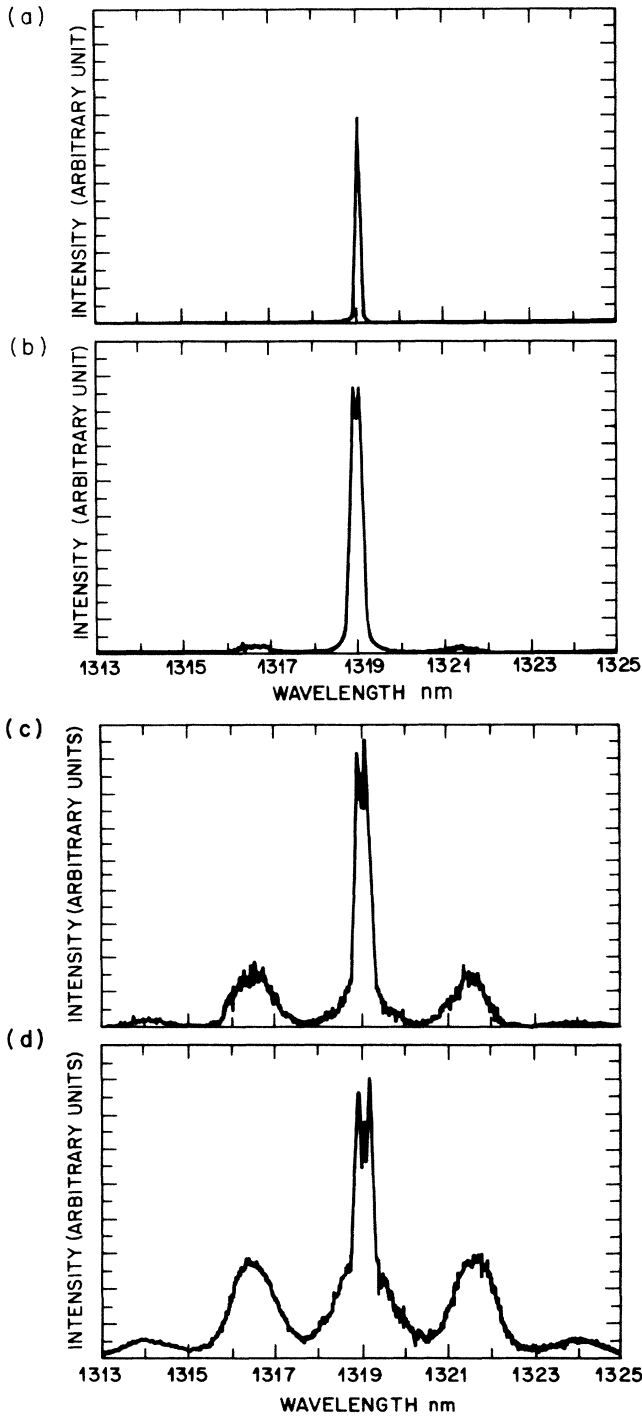 (a)
INTENSITY (ARBITRARY UNIT)
(b)
INTENSITY (ARBITRARY UNIT)
1313 1315 1317 1319 1321 1323 1325
WAVELENGTH nm
(c)
INTENSITY (ARBITRARY UNITS)
(d)
INTENSITY (ARBITRARY UNITS)
1313 1315 1317 1319 1321 1323 1325
WAVELENGTH nm